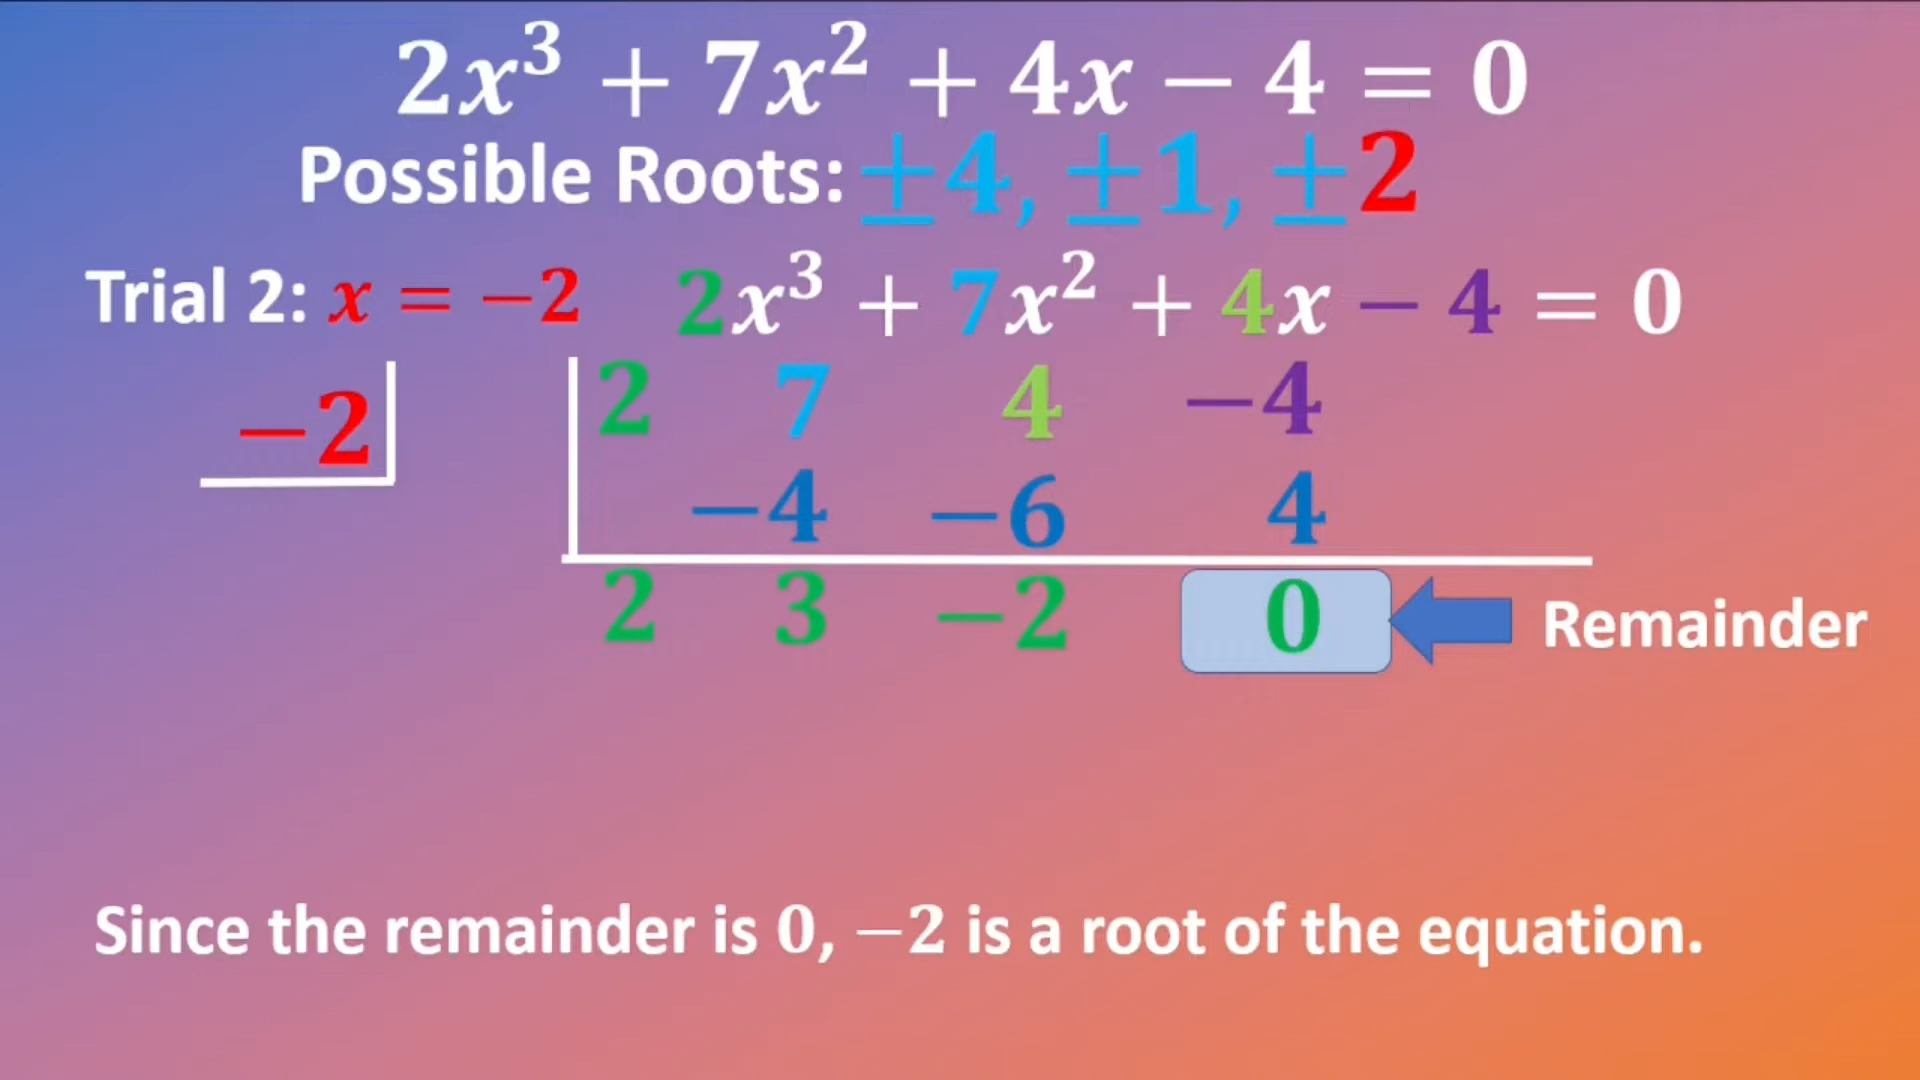 2x³ + 7x² + 4x − 4 = 0
Possible Roots: ±4, ±1, ±2
Trial 2: x = −2 2x³ + 7x² + 4x − 4 = 0
−2 2 7 4 −4
−4 −6 4
2 3 −2 0 Remainder
Since the remainder is 0, −2 is a root of the equation.